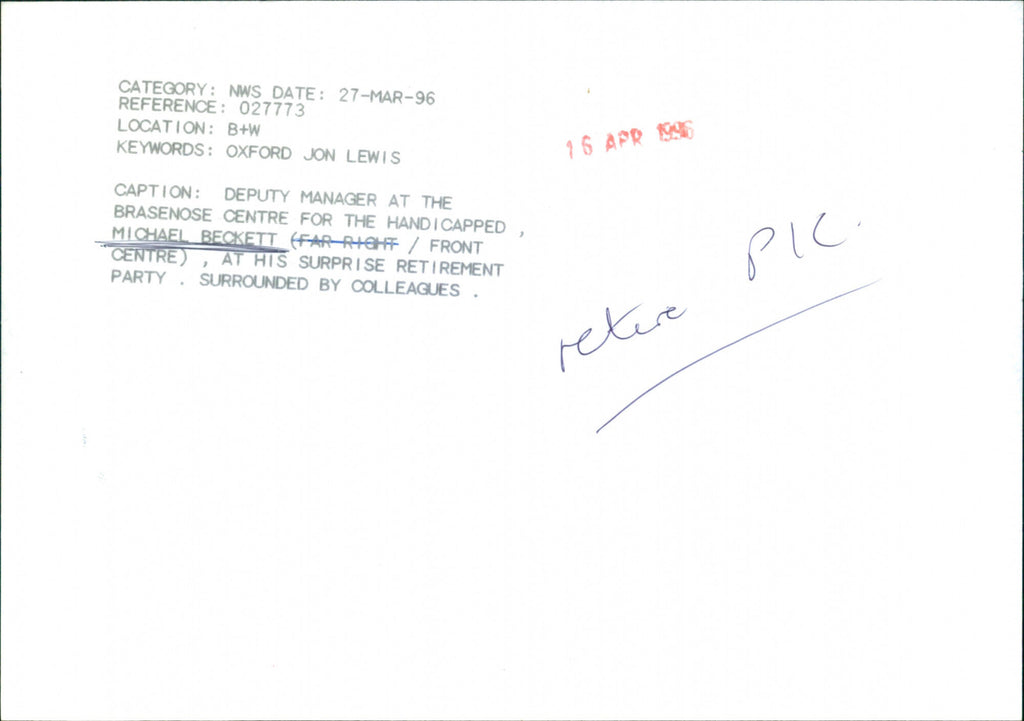 CATEGORY: NWS DATE: 27-MAR-96
REFERENCE: 027773
LOCATION: B+W
KEYWORDS: OXFORD JON LEWIS
16 APR 1996
CAPTION: DEPUTY MANAGER AT THE
BRASENOSE CENTRE FOR THE HANDICAPPED ,
MICHAEL BECKETT (FAR RIGHT / FRONT
CENTRE) , AT HIS SURPRISE RETIREMENT
PARTY . SURROUNDED BY COLLEAGUES .
retire PIC.